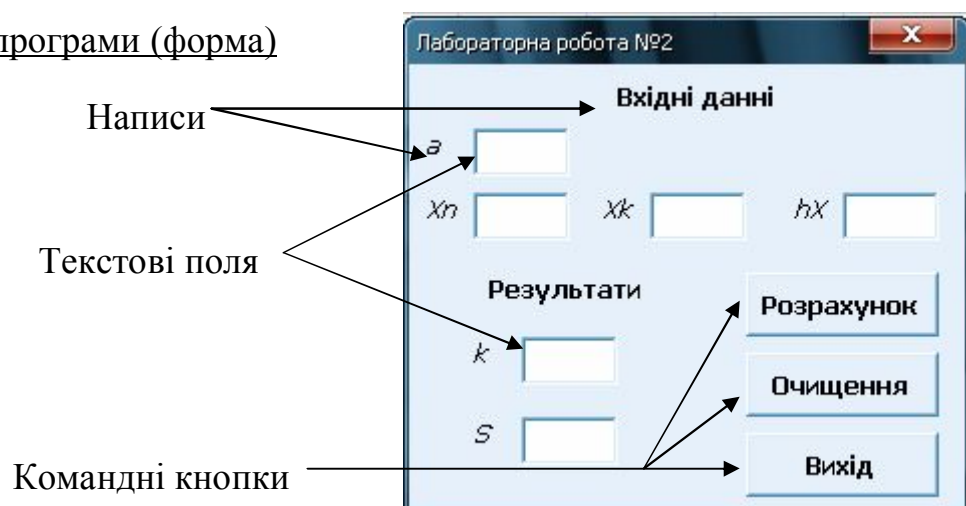 програми (форма)
Лабораторна робота №2
x
Вхідні данні
Написи
a
Xn
Xk
hX
Текстові поля
Результати
Розрахунок
k
Очищення
S
Командні кнопки
Вихід